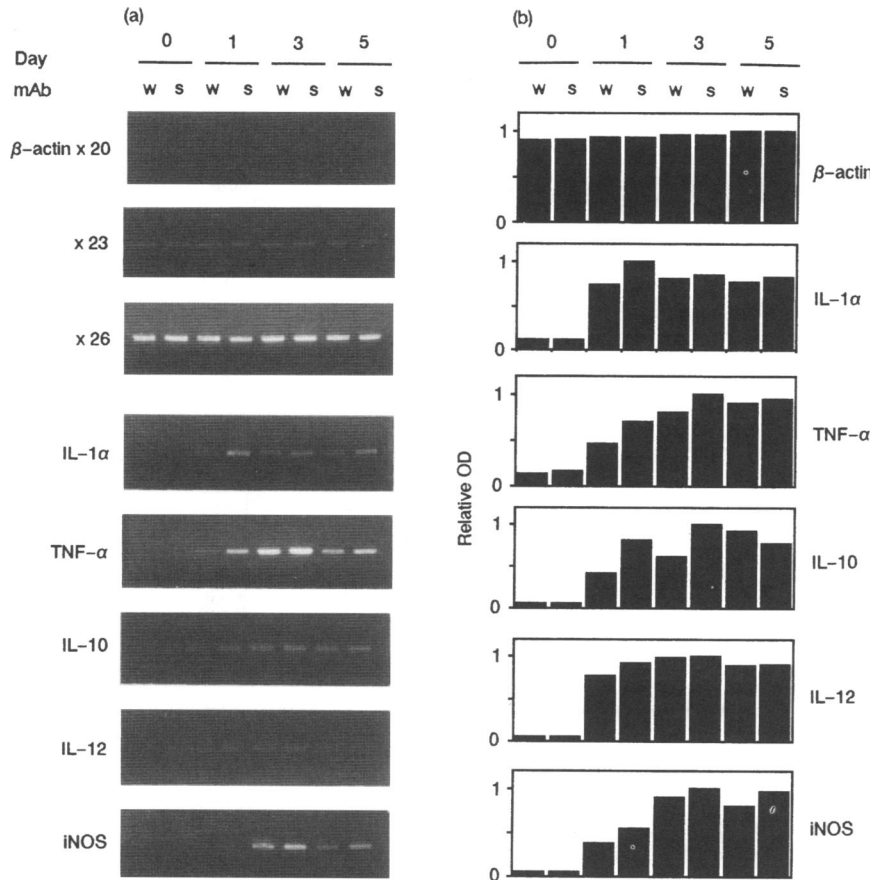 (a)
Day 0 1 3 5
mAb w s w s w s w s
β–actin x 20
x 23
x 26
IL–1α
TNF–α
IL–10
IL–12
iNOS
(b)
0 1 3 5
w s w s w s w s
Relative OD
1
0
β–actin
1
0
IL–1α
1
0
TNF–α
1
0
IL–10
1
0
IL–12
1
0
iNOS